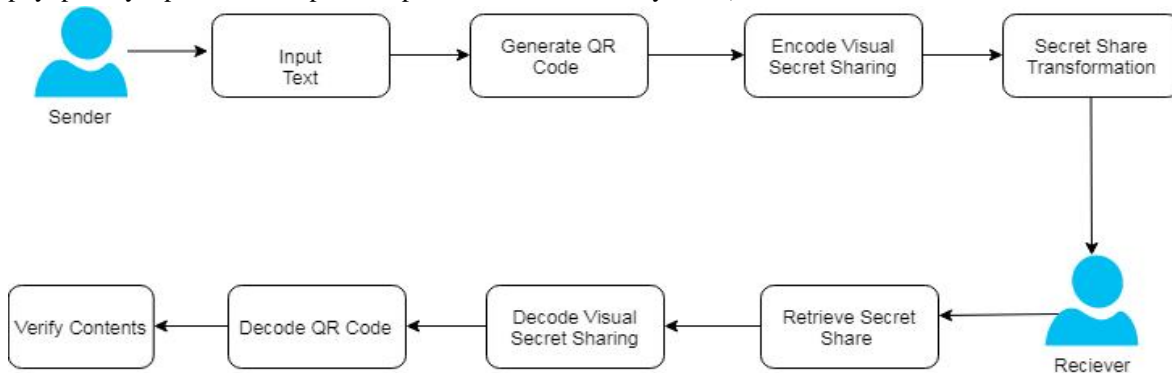 Input
Text
Generate QR
Code
Encode Visual
Secret Sharing
Secret Share
Transformation
Sender
Verify Contents
Decode QR Code
Decode Visual
Secret Sharing
Retrieve Secret
Share
Reciever